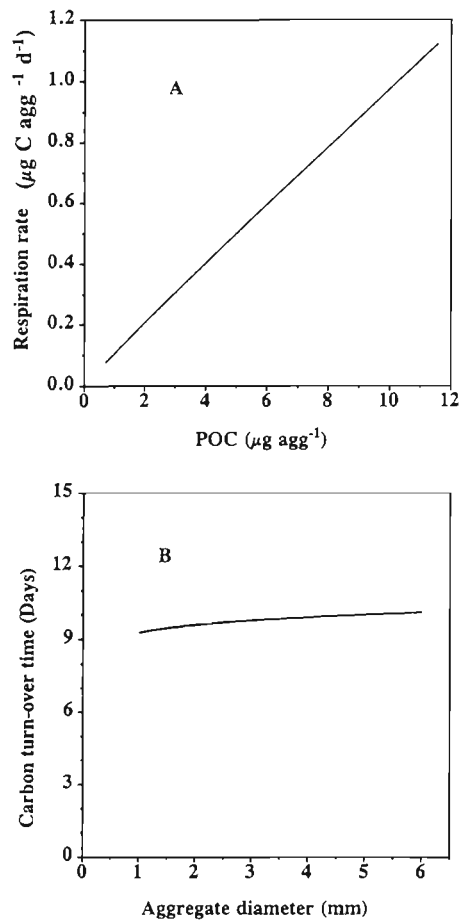 1.2
1.0
0.8
0.6
0.4
0.2
0.0
Respiration rate (µg C agg ⁻¹ d⁻¹)
A
0 2 4 6 8 10 12
POC (µg agg⁻¹)
15
12
9
6
3
0
Carbon turn-over time (Days)
B
0 1 2 3 4 5 6
Aggregate diameter (mm)